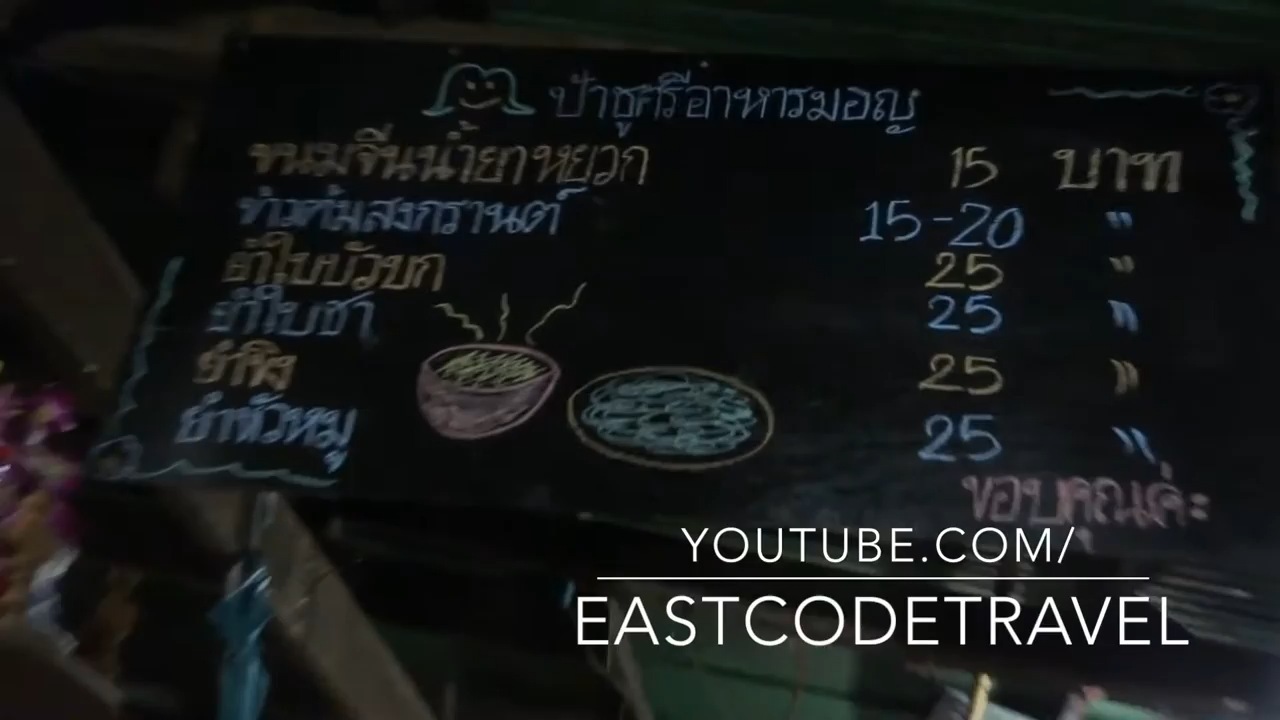 ป้าชูศรีอาหารมอญ
ขนมจีนน้ำยาหยวก 15 บาท
ข้าวต้มสงกรานต์ 15-20 "
ยำใบบัวบก 25 "
ยำใบชา 25 "
ยำขิง 25 "
ยำหัวหมู 25 "
ขอบคุณค่ะ
YOUTUBE.COM/
EASTCODETRAVEL